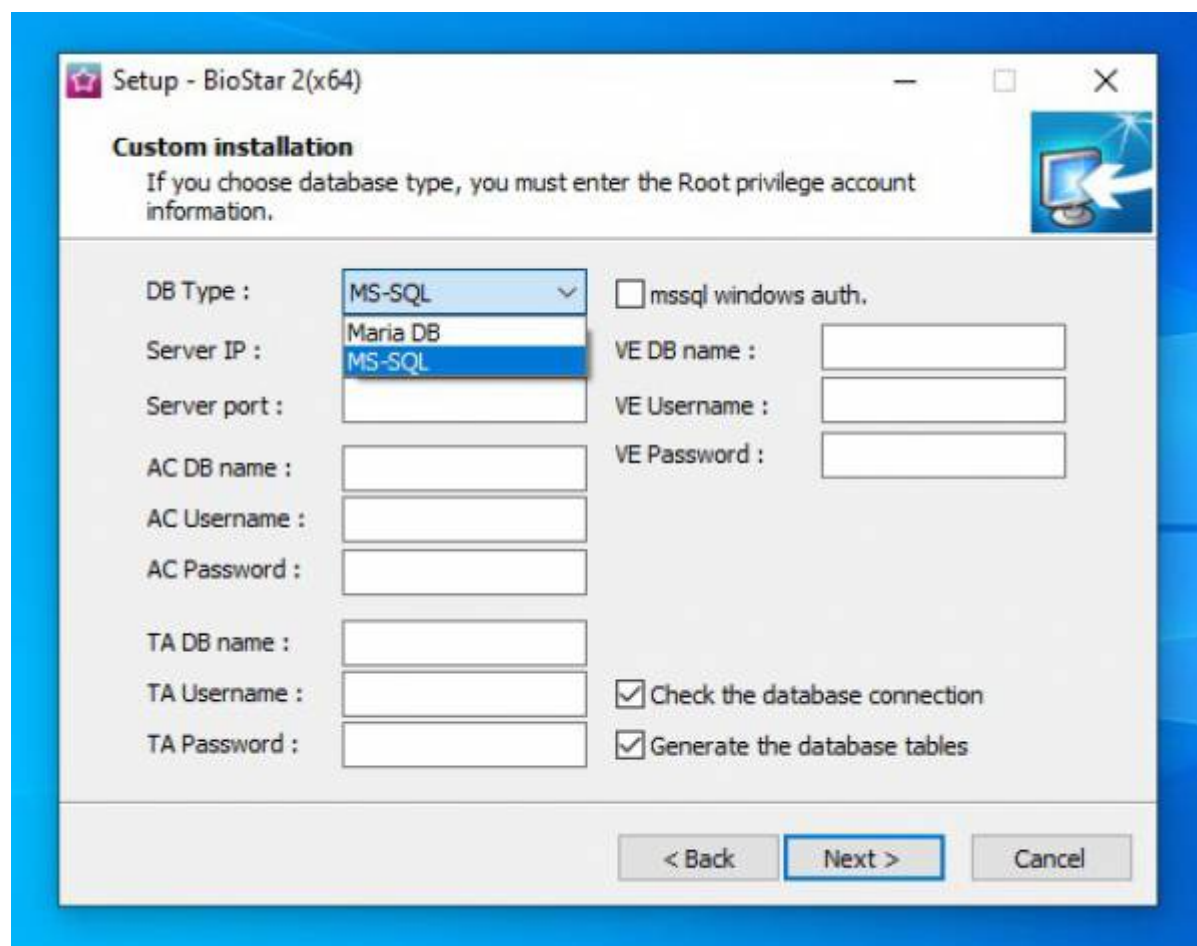 Setup - BioStar 2(x64)
Custom installation
If you choose database type, you must enter the Root privilege account
information.
DB Type :
MS-SQL
Maria DB
MS-SQL
mssql windows auth.
Server IP :
VE DB name :
Server port :
VE Username :
AC DB name :
VE Password :
AC Username :
AC Password :
TA DB name :
TA Username :
Check the database connection
TA Password :
Generate the database tables
< Back
Next >
Cancel